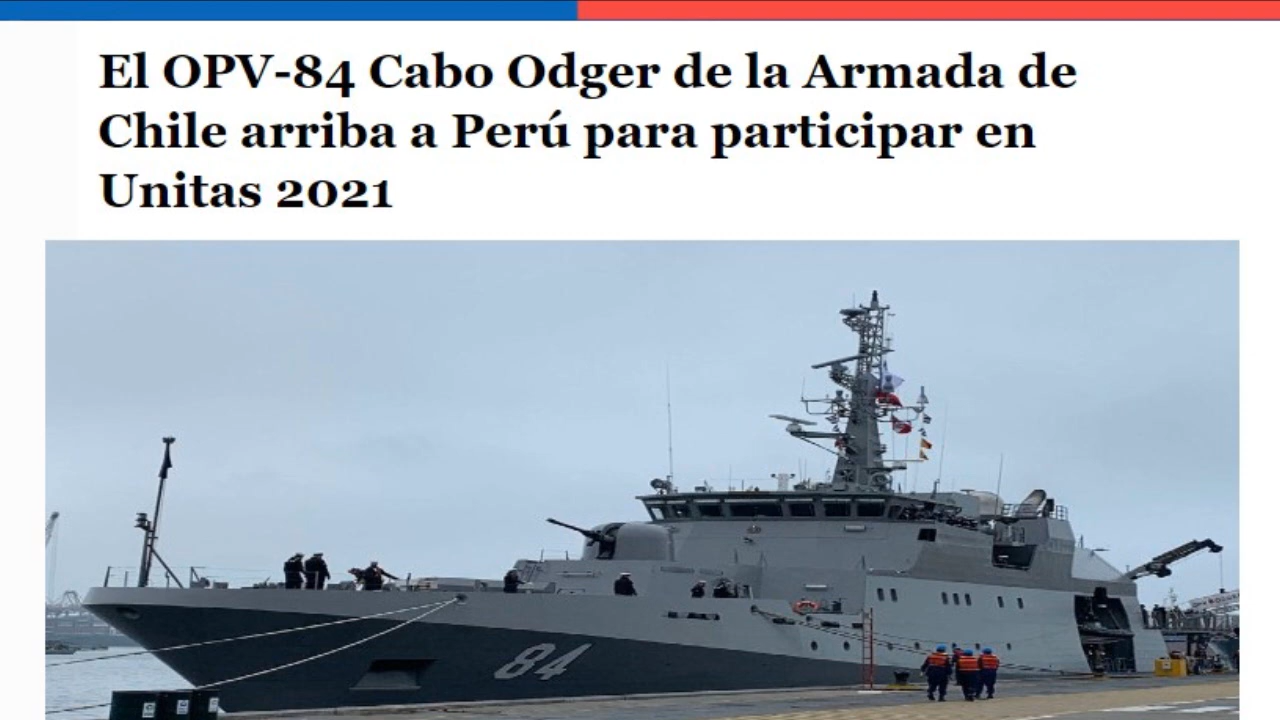 El OPV-84 Cabo Odger de la Armada de
Chile arriba a Perú para participar en
Unitas 2021
84